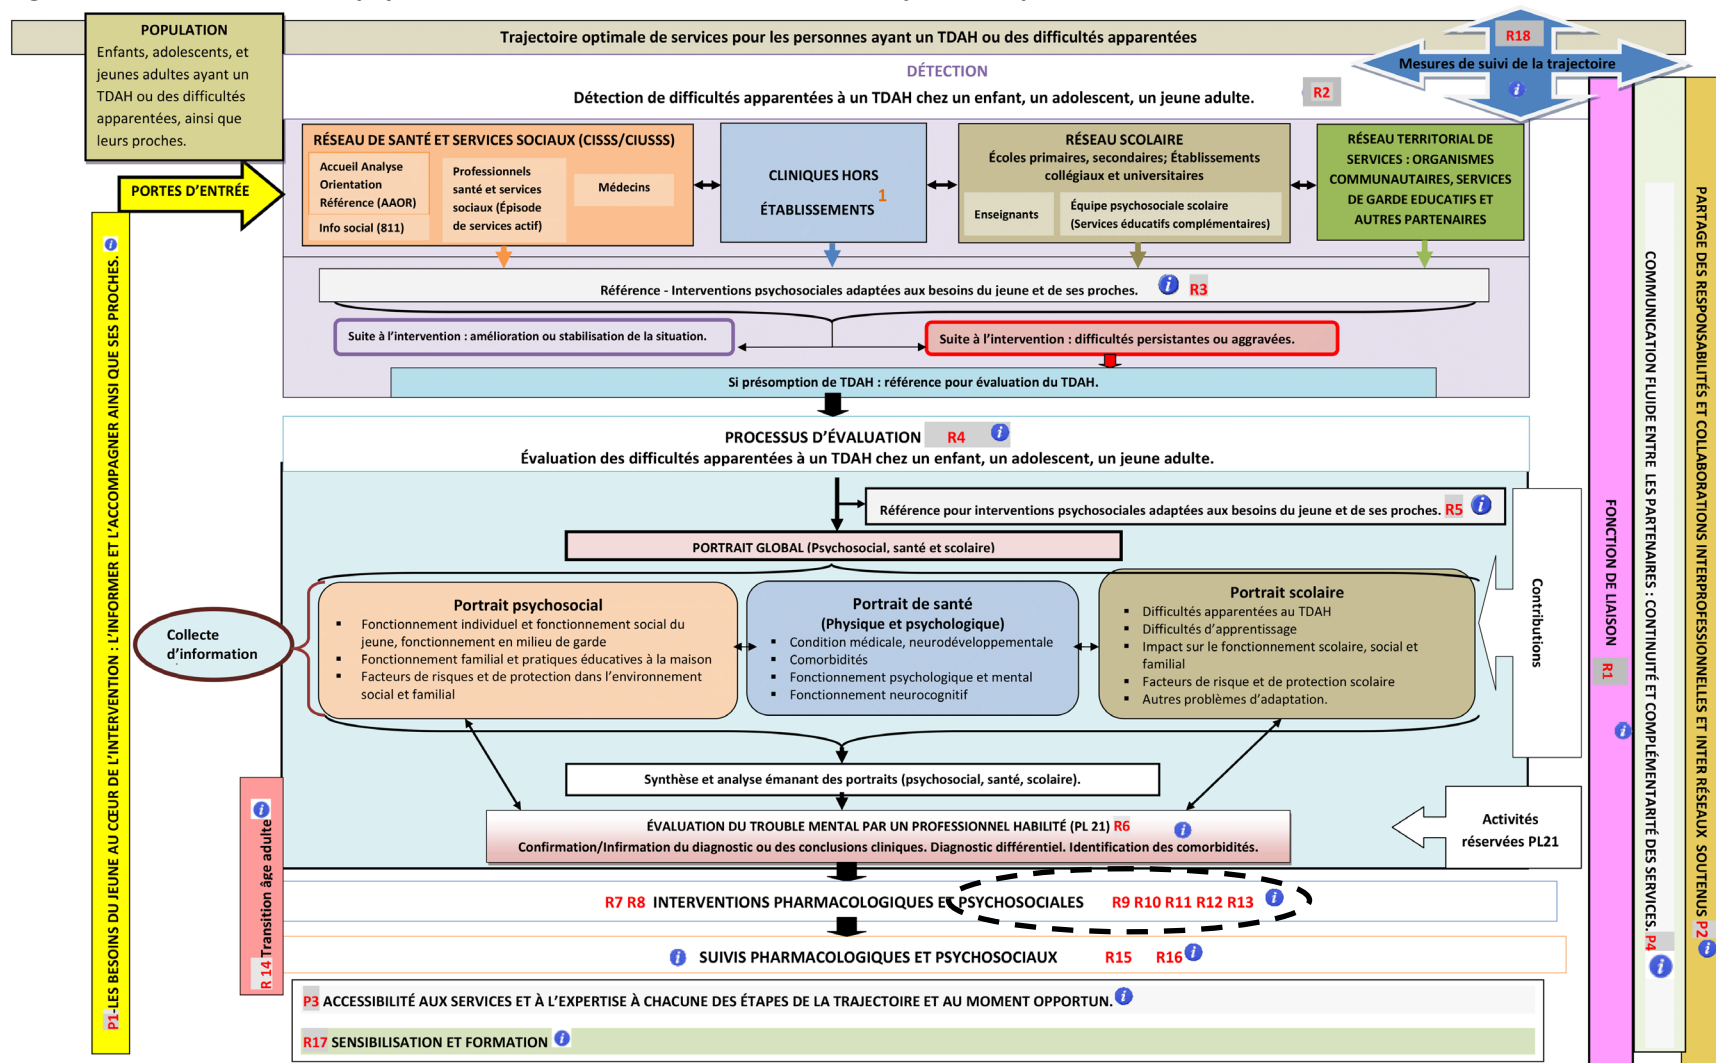 POPULATION
Enfants, adolescents, et
jeunes adultes ayant un
TDAH ou des difficultés
apparentées, ainsi que
leurs proches.
Trajectoire optimale de services pour les personnes ayant un TDAH ou des difficultés apparentées
R18
Mesures de suivi de la trajectoire
DÉTECTION
Détection de difficultés apparentées à un TDAH chez un enfant, un adolescent, un jeune adulte. R2
PORTES D'ENTRÉE
RÉSEAU DE SANTÉ ET SERVICES SOCIAUX (CISSS/CIUSSS)
Accueil Analyse
Orientation
Référence (AAOR)
Info social (811)
Professionnels
santé et services
sociaux (Épisode
de services actif)
Médecins
CLINIQUES HORS
ÉTABLISSEMENTS 1
RÉSEAU SCOLAIRE
Écoles primaires, secondaires; Établissements
collégiaux et universitaires
Enseignants
Équipe psychosociale scolaire
(Services éducatifs complémentaires)
RÉSEAU TERRITORIAL DE
SERVICES : ORGANISMES
COMMUNAUTAIRES, SERVICES
DE GARDE EDUCATIFS ET
AUTRES PARTENAIRES
Référence - Interventions psychosociales adaptées aux besoins du jeune et de ses proches. R3
Suite à l'intervention : amélioration ou stabilisation de la situation.
Suite à l'intervention : difficultés persistantes ou aggravées.
Si présomption de TDAH : référence pour évaluation du TDAH.
PROCESSUS D'ÉVALUATION R4
Évaluation des difficultés apparentées à un TDAH chez un enfant, un adolescent, un jeune adulte.
Référence pour interventions psychosociales adaptées aux besoins du jeune et de ses proches. R5
PORTRAIT GLOBAL (Psychosocial, santé et scolaire)
Collecte
d'information
Portrait psychosocial
▪ Fonctionnement individuel et fonctionnement social du
jeune, fonctionnement en milieu de garde
▪ Fonctionnement familial et pratiques éducatives à la maison
▪ Facteurs de risques et de protection dans l'environnement
social et familial
Portrait de santé
(Physique et psychologique)
▪ Condition médicale, neurodéveloppementale
▪ Comorbidités
▪ Fonctionnement psychologique et mental
▪ Fonctionnement neurocognitif
Portrait scolaire
▪ Difficultés apparentées au TDAH
▪ Difficultés d'apprentissage
▪ Impact sur le fonctionnement scolaire, social et
familial
▪ Facteurs de risque et de protection scolaire
▪ Autres problèmes d'adaptation.
Contributions
Synthèse et analyse émanant des portraits (psychosocial, santé, scolaire).
ÉVALUATION DU TROUBLE MENTAL PAR UN PROFESSIONNEL HABILITÉ (PL 21) R6
Confirmation/Infirmation du diagnostic ou des conclusions cliniques. Diagnostic différentiel. Identification des comorbidités.
Activités
réservées PL21
R7 R8 INTERVENTIONS PHARMACOLOGIQUES ET PSYCHOSOCIALES R9 R10 R11 R12 R13
SUIVIS PHARMACOLOGIQUES ET PSYCHOSOCIAUX R15 R16
P3 ACCESSIBILITÉ AUX SERVICES ET À L'EXPERTISE À CHACUNE DES ÉTAPES DE LA TRAJECTOIRE ET AU MOMENT OPPORTUN.
R17 SENSIBILISATION ET FORMATION
P1-LES BESOINS DU JEUNE AU CŒUR DE L'INTERVENTION : L'INFORMER ET L'ACCOMPAGNER AINSI QUE SES PROCHES.
R 14 Transition âge adulte
FONCTION DE LIAISON R1
COMMUNICATION FLUIDE ENTRE LES PARTENAIRES : CONTINUITÉ ET COMPLÉMENTARITÉ DES SERVICES. P4
PARTAGE DES RESPONSABILITÉS ET COLLABORATIONS INTERPROFESSIONNELLES ET INTER RÉSEAUX SOUTENUS P2